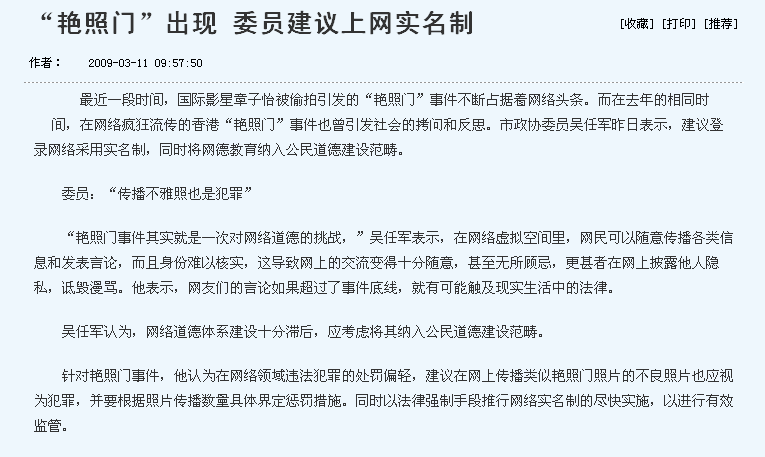 “艳照门”出现 委员建议上网实名制
[收藏] [打印] [推荐]
作者： 2009-03-11 09:57:50
最近一段时间，国际影星章子怡被偷拍引发的“艳照门”事件不断占据着网络头条。而在去年的相同时
间，在网络疯狂流传的香港“艳照门”事件也曾引发社会的拷问和反思。市政协委员吴任军昨日表示，建议登
录网络采用实名制，同时将网德教育纳入公民道德建设范畴。
委员：“传播不雅照也是犯罪”
“艳照门事件其实就是一次对网络道德的挑战，”吴任军表示，在网络虚拟空间里，网民可以随意传播各类信
息和发表言论，而且身份难以核实，这导致网上的交流变得十分随意，甚至无所顾忌，更甚者在网上披露他人隐
私，诋毁漫骂。他表示，网友们的言论如果超过了事件底线，就有可能触及现实生活中的法律。
吴任军认为，网络道德体系建设十分滞后，应考虑将其纳入公民道德建设范畴。
针对艳照门事件，他认为在网络领域违法犯罪的处罚偏轻，建议在网上传播类似艳照门照片的不良照片也应视
为犯罪，并要根据照片传播数量具体界定惩罚措施。同时以法律强制手段推行网络实名制的尽快实施，以进行有效
监管。